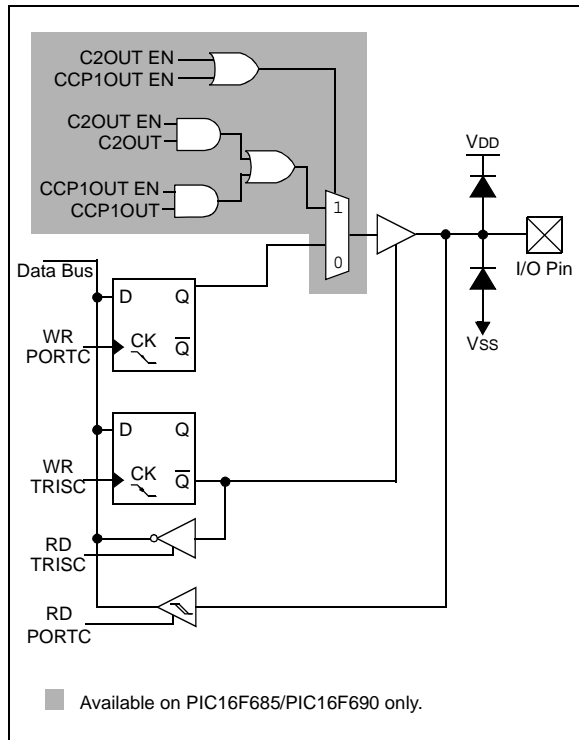 C2OUT EN
CCP1OUT EN
C2OUT EN
C2OUT
CCP1OUT EN
CCP1OUT
1
0
VDD
I/O Pin
VSS
Data Bus
D Q
WR
PORTC
CK Q
D Q
WR
TRISC
CK Q
RD
TRISC
RD
PORTC
Available on PIC16F685/PIC16F690 only.